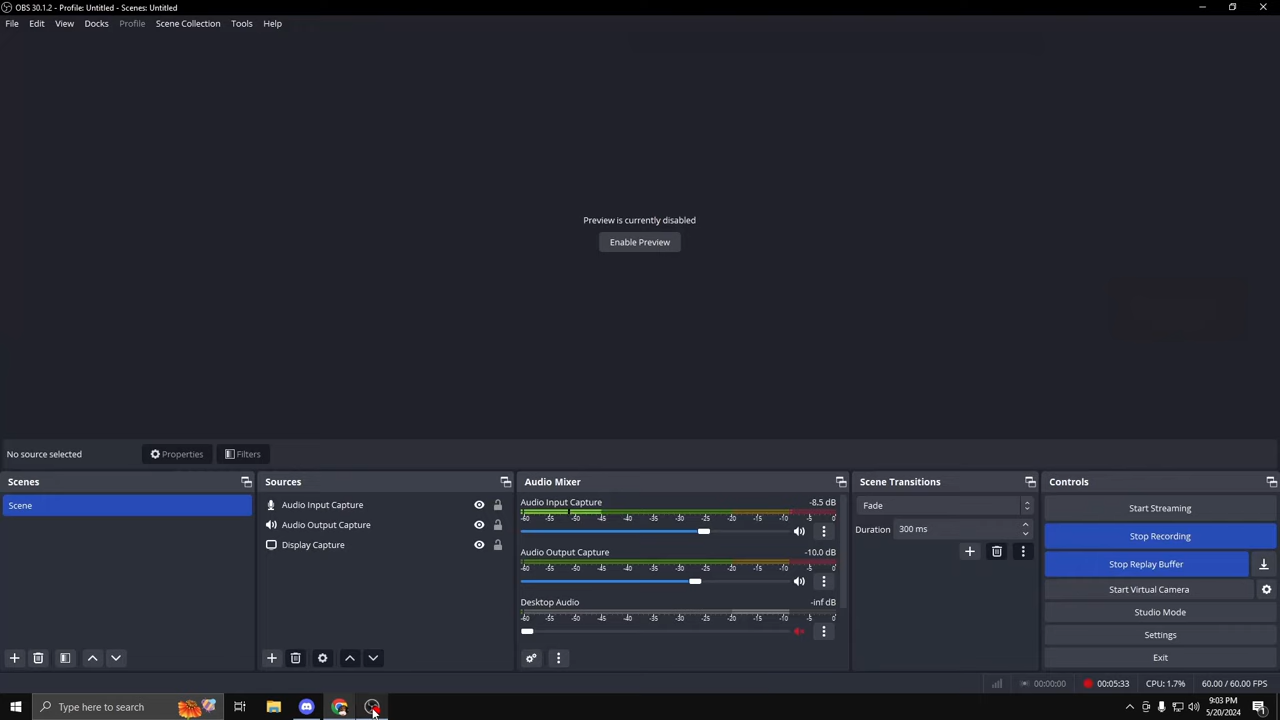 OBS 30.1.2 - Profile: Untitled - Scenes: Untitled
File Edit View Docks Profile Scene Collection Tools Help
Preview is currently disabled
Enable Preview
No source selected Properties Filters
Scenes
Scene
Sources
Audio Input Capture
Audio Output Capture
Display Capture
Audio Mixer
Audio Input Capture -8.5 dB
-60 -55 -50 -45 -40 -35 -30 -25 -20 -15 -10 -5 0
Audio Output Capture -10.0 dB
-60 -55 -50 -45 -40 -35 -30 -25 -20 -15 -10 -5 0
Desktop Audio -inf dB
-60 -55 -50 -45 -40 -35 -30 -25 -20 -15 -10 -5 0
Scene Transitions
Fade
Duration 300 ms
Controls
Start Streaming
Stop Recording
Stop Replay Buffer
Start Virtual Camera
Studio Mode
Settings
Exit
00:00:00 00:05:33 CPU: 1.7% 60.00 / 60.00 FPS
Type here to search
9:03 PM
5/20/2024